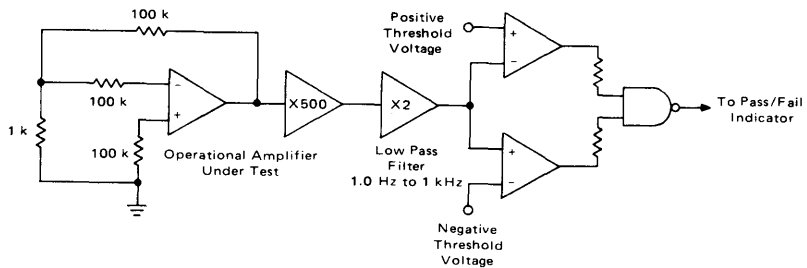 100 k
Positive
Threshold
Voltage
+
-
100 k
-
+
X500
X2
To Pass/Fail
Indicator
1 k
100 k
Operational Amplifier
Under Test
Low Pass
Filter
1.0 Hz to 1 kHz
+
-
Negative
Threshold
Voltage